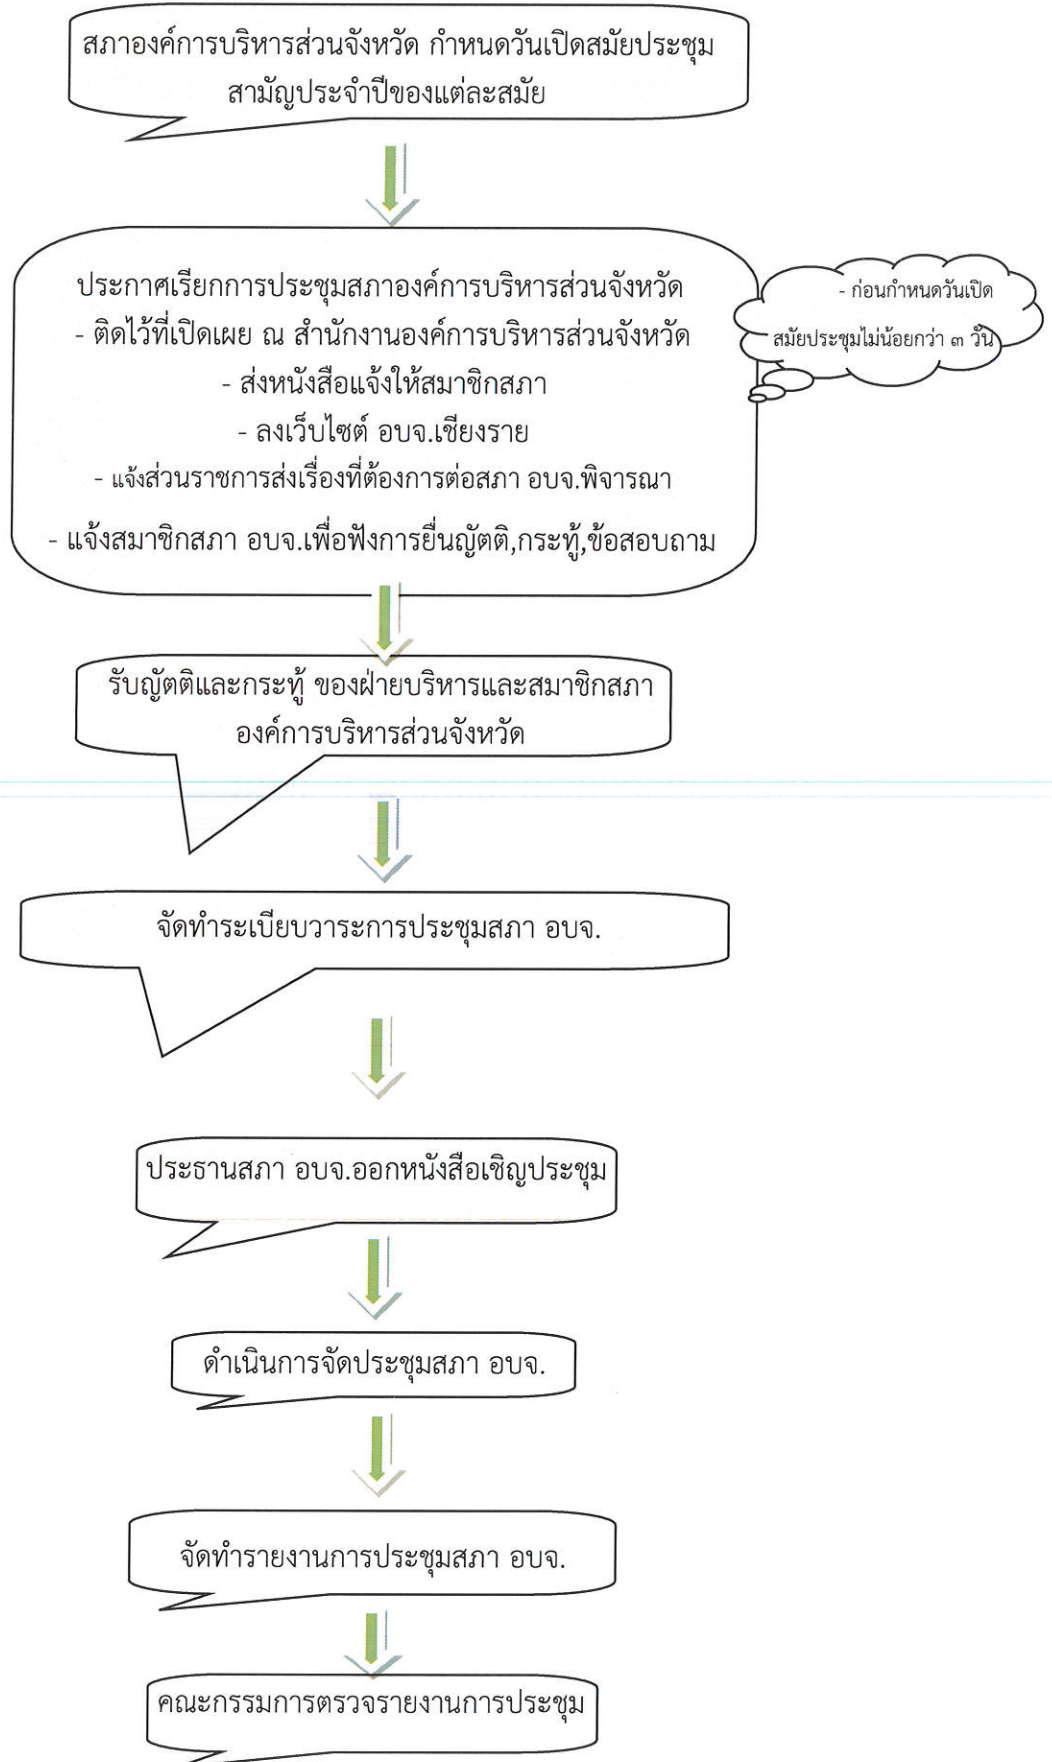 สภาองค์การบริหารส่วนจังหวัด กำหนดวันเปิดสมัยประชุม
สามัญประจำปีของแต่ละสมัย
ประกาศเรียกการประชุมสภาองค์การบริหารส่วนจังหวัด
- ติดไว้ที่เปิดเผย ณ สำนักงานองค์การบริหารส่วนจังหวัด
- ส่งหนังสือแจ้งให้สมาชิกสภา
- ลงเว็บไซต์ อบจ.เชียงราย
- แจ้งส่วนราชการส่งเรื่องที่ต้องการต่อสภา อบจ.พิจารณา
- แจ้งสมาชิกสภา อบจ.เพื่อฟังการยื่นญัตติ,กระทู้,ข้อสอบถาม
- ก่อนกำหนดวันเปิด
สมัยประชุมไม่น้อยกว่า ๓ วัน
รับญัตติและกระทู้ ของฝ่ายบริหารและสมาชิกสภา
องค์การบริหารส่วนจังหวัด
จัดทำระเบียบวาระการประชุมสภา อบจ.
ประธานสภา อบจ.ออกหนังสือเชิญประชุม
ดำเนินการจัดประชุมสภา อบจ.
จัดทำรายงานการประชุมสภา อบจ.
คณะกรรมการตรวจรายงานการประชุม